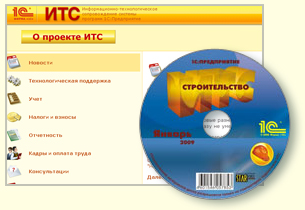 1С
ИТС
Информационно-технологическое
сопровождение системы
программ 1С:Предприятие
О проекте ИТС
Новости
Технологическая поддержка
Учет
Налоги и взносы
Отчетность
Кадры и оплата труда
Консультации
1С:ПРЕДПРИЯТИЕ
ИТС
СТРОИТЕЛЬСТВО
Январь
2009
1С